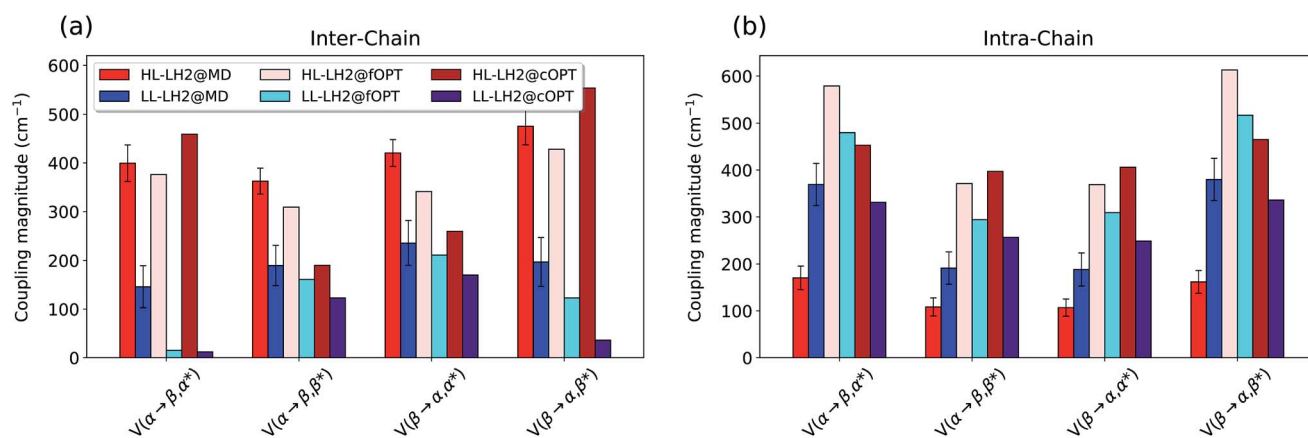 (a)
Inter-Chain
Coupling magnitude (cm⁻¹)
600
500
400
300
200
100
0
HL-LH2@MD
LL-LH2@MD
HL-LH2@fOPT
LL-LH2@fOPT
HL-LH2@cOPT
LL-LH2@cOPT
V(α→β,α*)
V(α→β,β*)
V(β→α,α*)
V(β→α,β*)
(b)
Intra-Chain
Coupling magnitude (cm⁻¹)
600
500
400
300
200
100
0
V(α→β,α*)
V(α→β,β*)
V(β→α,α*)
V(β→α,β*)